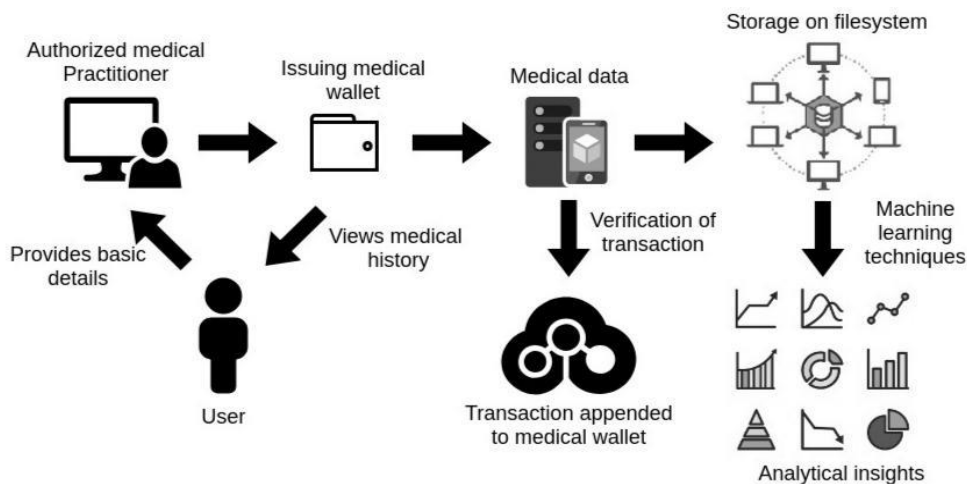 Storage on filesystem
Authorized medical
Practitioner
Issuing medical
wallet
Medical data
Provides basic
details
Views medical
history
Verification of
transaction
Machine
learning
techniques
User
Transaction appended
to medical wallet
Analytical insights